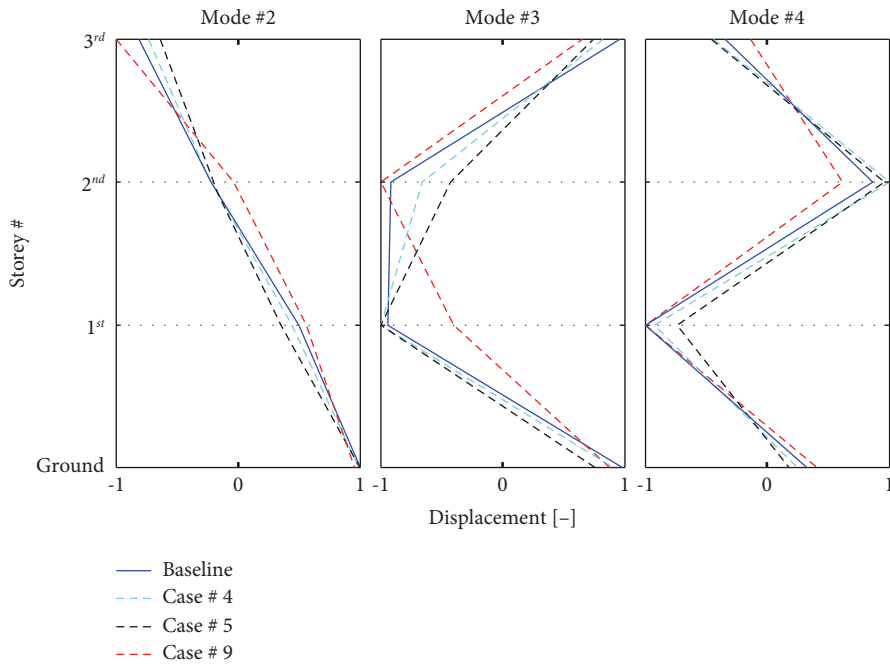 Mode #2
Mode #3
Mode #4
3rd
2nd
1st
Ground
Storey #
-1
0
1
-1
0
1
-1
0
1
Displacement [–]
Baseline
Case # 4
Case # 5
Case # 9